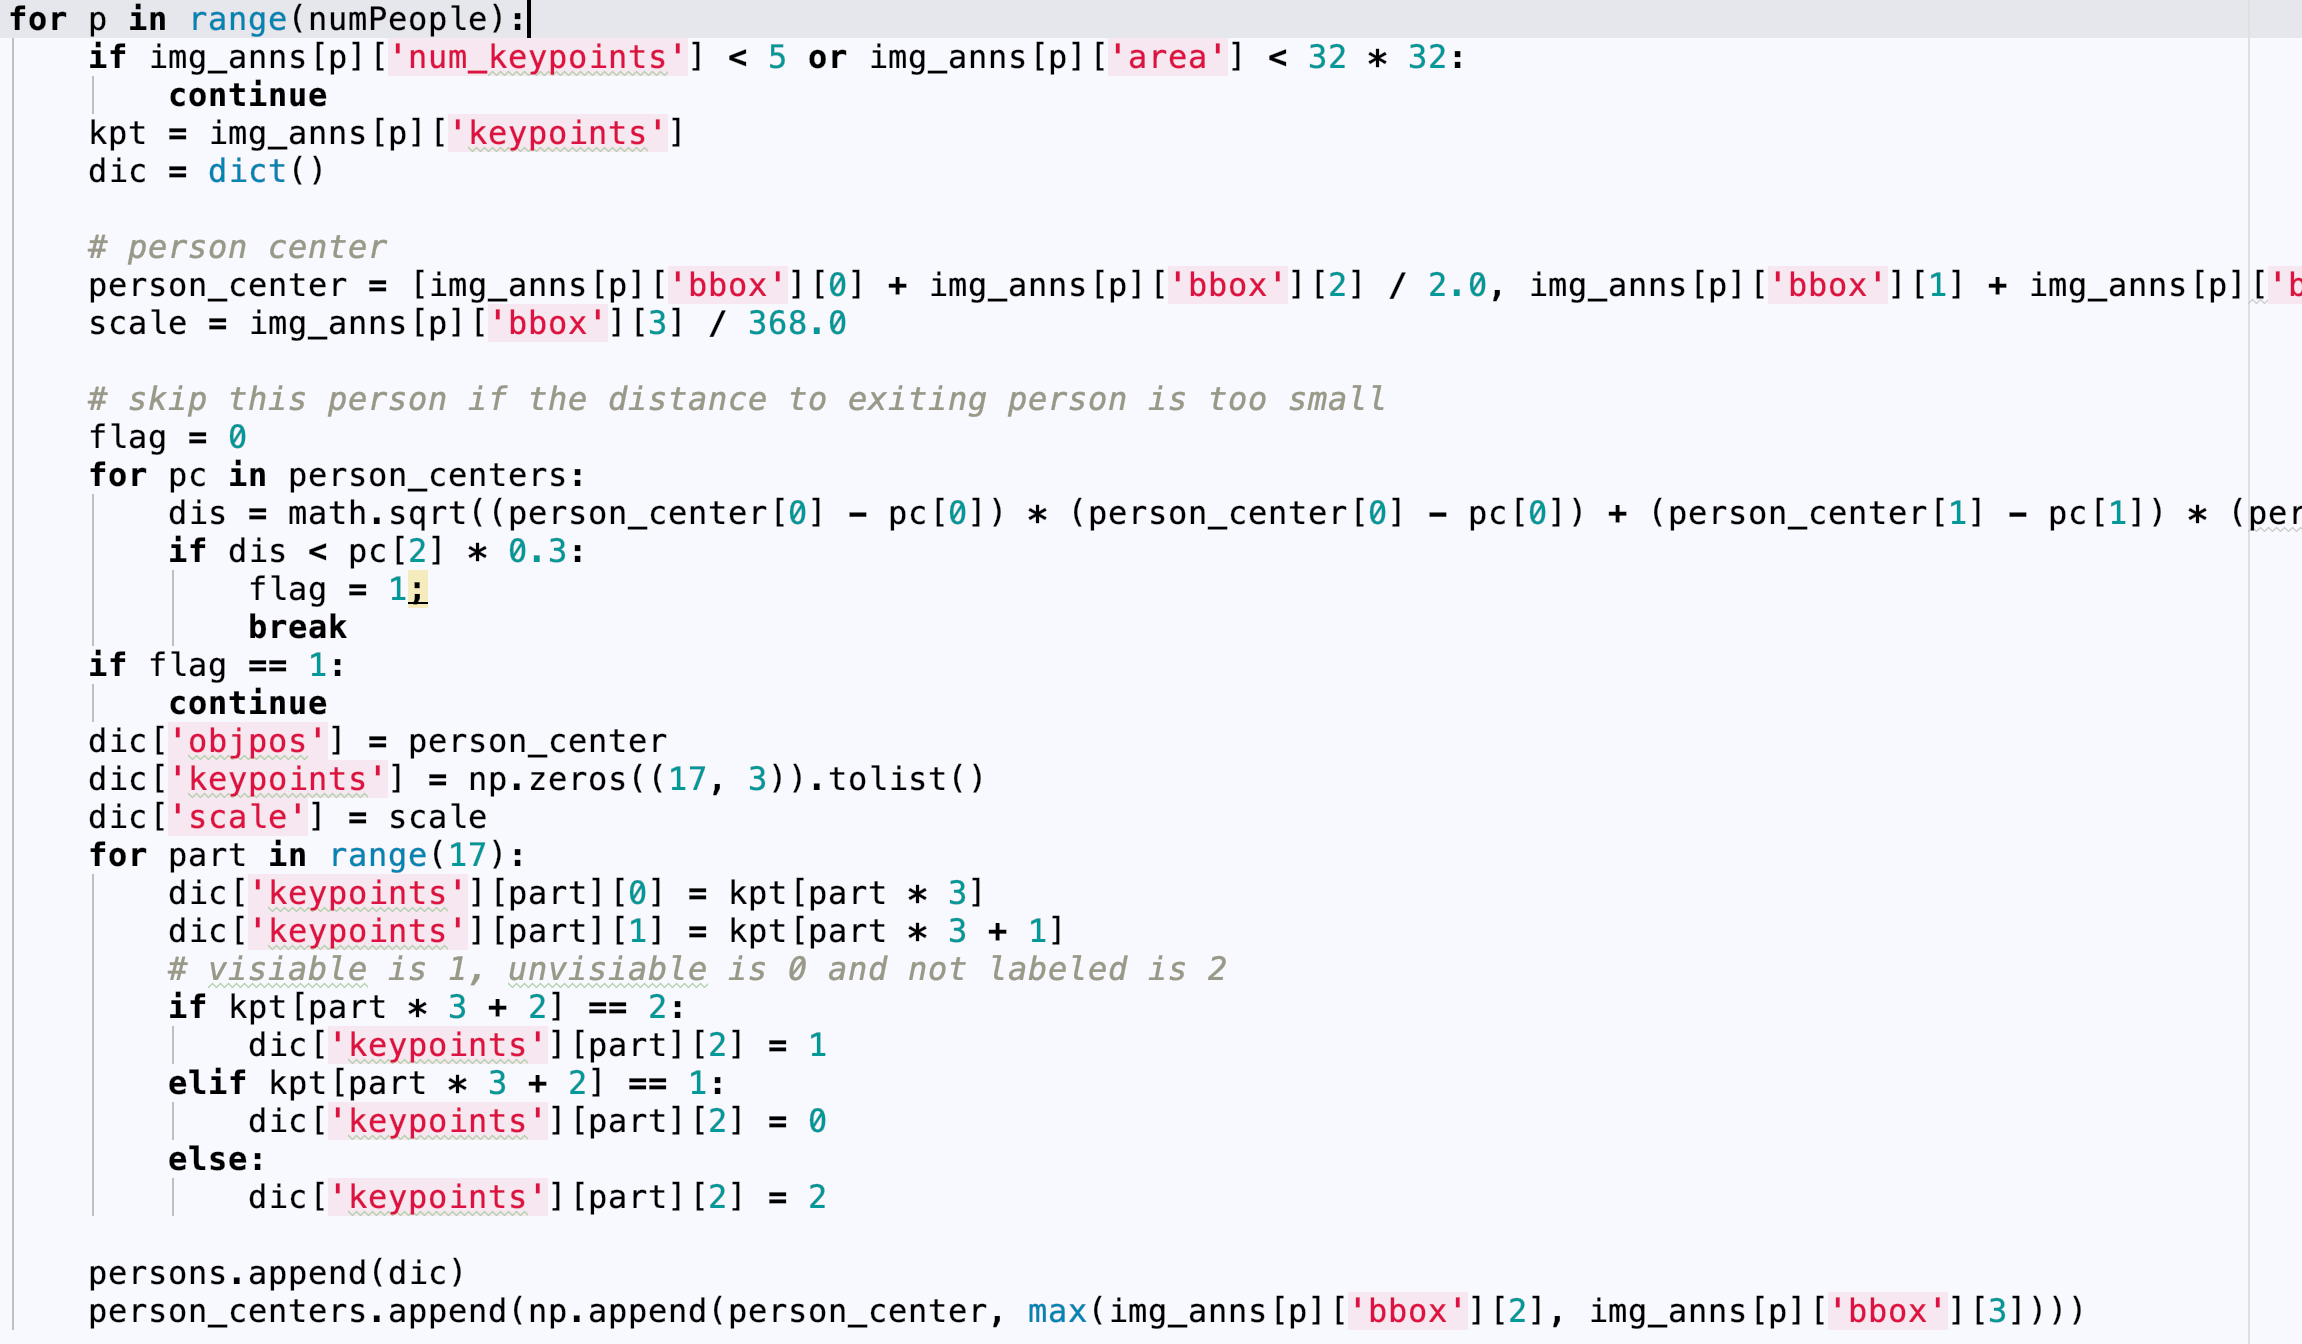 for p in range(numPeople):
    if img_anns[p]['num_keypoints'] < 5 or img_anns[p]['area'] < 32 * 32:
        continue
    kpt = img_anns[p]['keypoints']
    dic = dict()

    # person center
    person_center = [img_anns[p]['bbox'][0] + img_anns[p]['bbox'][2] / 2.0, img_anns[p]['bbox'][1] + img_anns[p]['b
    scale = img_anns[p]['bbox'][3] / 368.0

    # skip this person if the distance to exiting person is too small
    flag = 0
    for pc in person_centers:
        dis = math.sqrt((person_center[0] - pc[0]) * (person_center[0] - pc[0]) + (person_center[1] - pc[1]) * (per
        if dis < pc[2] * 0.3:
            flag = 1;
            break
    if flag == 1:
        continue
    dic['objpos'] = person_center
    dic['keypoints'] = np.zeros((17, 3)).tolist()
    dic['scale'] = scale
    for part in range(17):
        dic['keypoints'][part][0] = kpt[part * 3]
        dic['keypoints'][part][1] = kpt[part * 3 + 1]
        # visiable is 1, unvisiable is 0 and not labeled is 2
        if kpt[part * 3 + 2] == 2:
            dic['keypoints'][part][2] = 1
        elif kpt[part * 3 + 2] == 1:
            dic['keypoints'][part][2] = 0
        else:
            dic['keypoints'][part][2] = 2

    persons.append(dic)
    person_centers.append(np.append(person_center, max(img_anns[p]['bbox'][2], img_anns[p]['bbox'][3])))